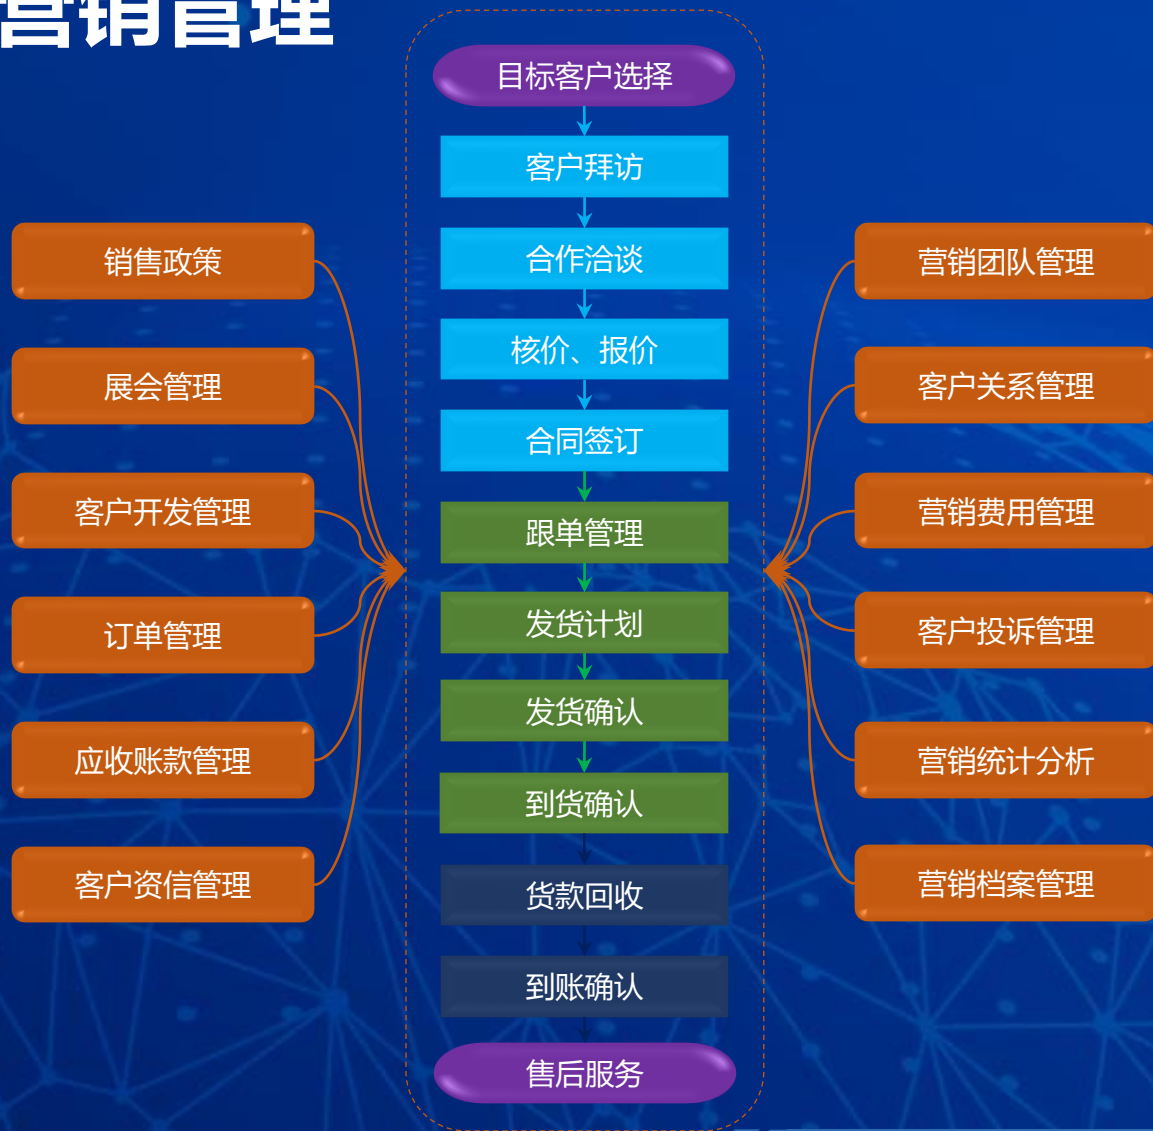 营销管理
目标客户选择
客户拜访
合作洽谈
核价、报价
合同签订
跟单管理
发货计划
发货确认
到货确认
货款回收
到账确认
售后服务
销售政策
展会管理
客户开发管理
订单管理
应收账款管理
客户资信管理
营销团队管理
客户关系管理
营销费用管理
客户投诉管理
营销统计分析
营销档案管理